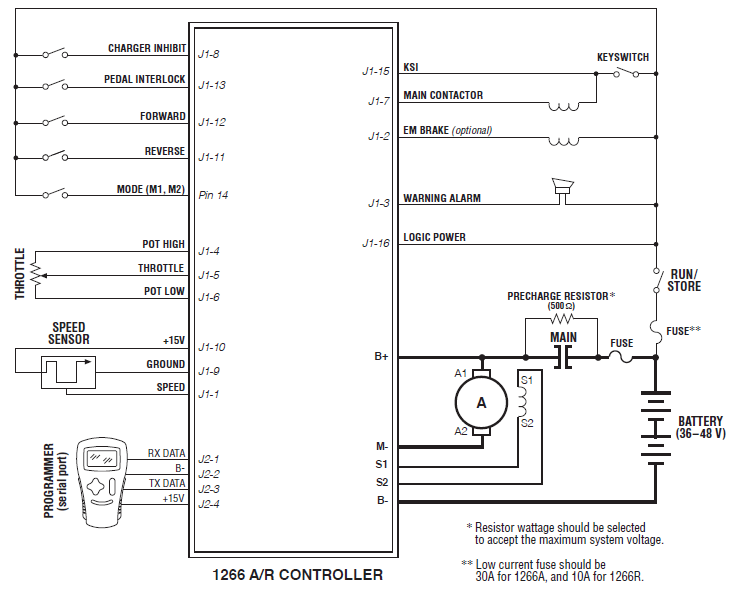 CHARGER INHIBIT J1-8
PEDAL INTERLOCK J1-13
FORWARD J1-12
REVERSE J1-11
MODE (M1, M2) Pin 14
POT HIGH J1-4
THROTTLE J1-5
POT LOW J1-6
THROTTLE
SPEED
SENSOR
+15V J1-10
GROUND J1-9
SPEED J1-1
PROGRAMMER
(serial port)
RX DATA J2-1
B- J2-2
TX DATA J2-3
+15V J2-4
KEYSWITCH
J1-15 KSI
J1-7 MAIN CONTACTOR
J1-2 EM BRAKE (optional)
J1-3 WARNING ALARM
J1-16 LOGIC POWER
RUN/
STORE
PRECHARGE RESISTOR*
(500Ω)
MAIN
FUSE
FUSE**
B+
A1
A
A2
S1
S2
M-
S1
S2
B-
BATTERY
(36–48 V)
* Resistor wattage should be selected
to accept the maximum system voltage.
** Low current fuse should be
30A for 1266A, and 10A for 1266R.
1266 A/R CONTROLLER